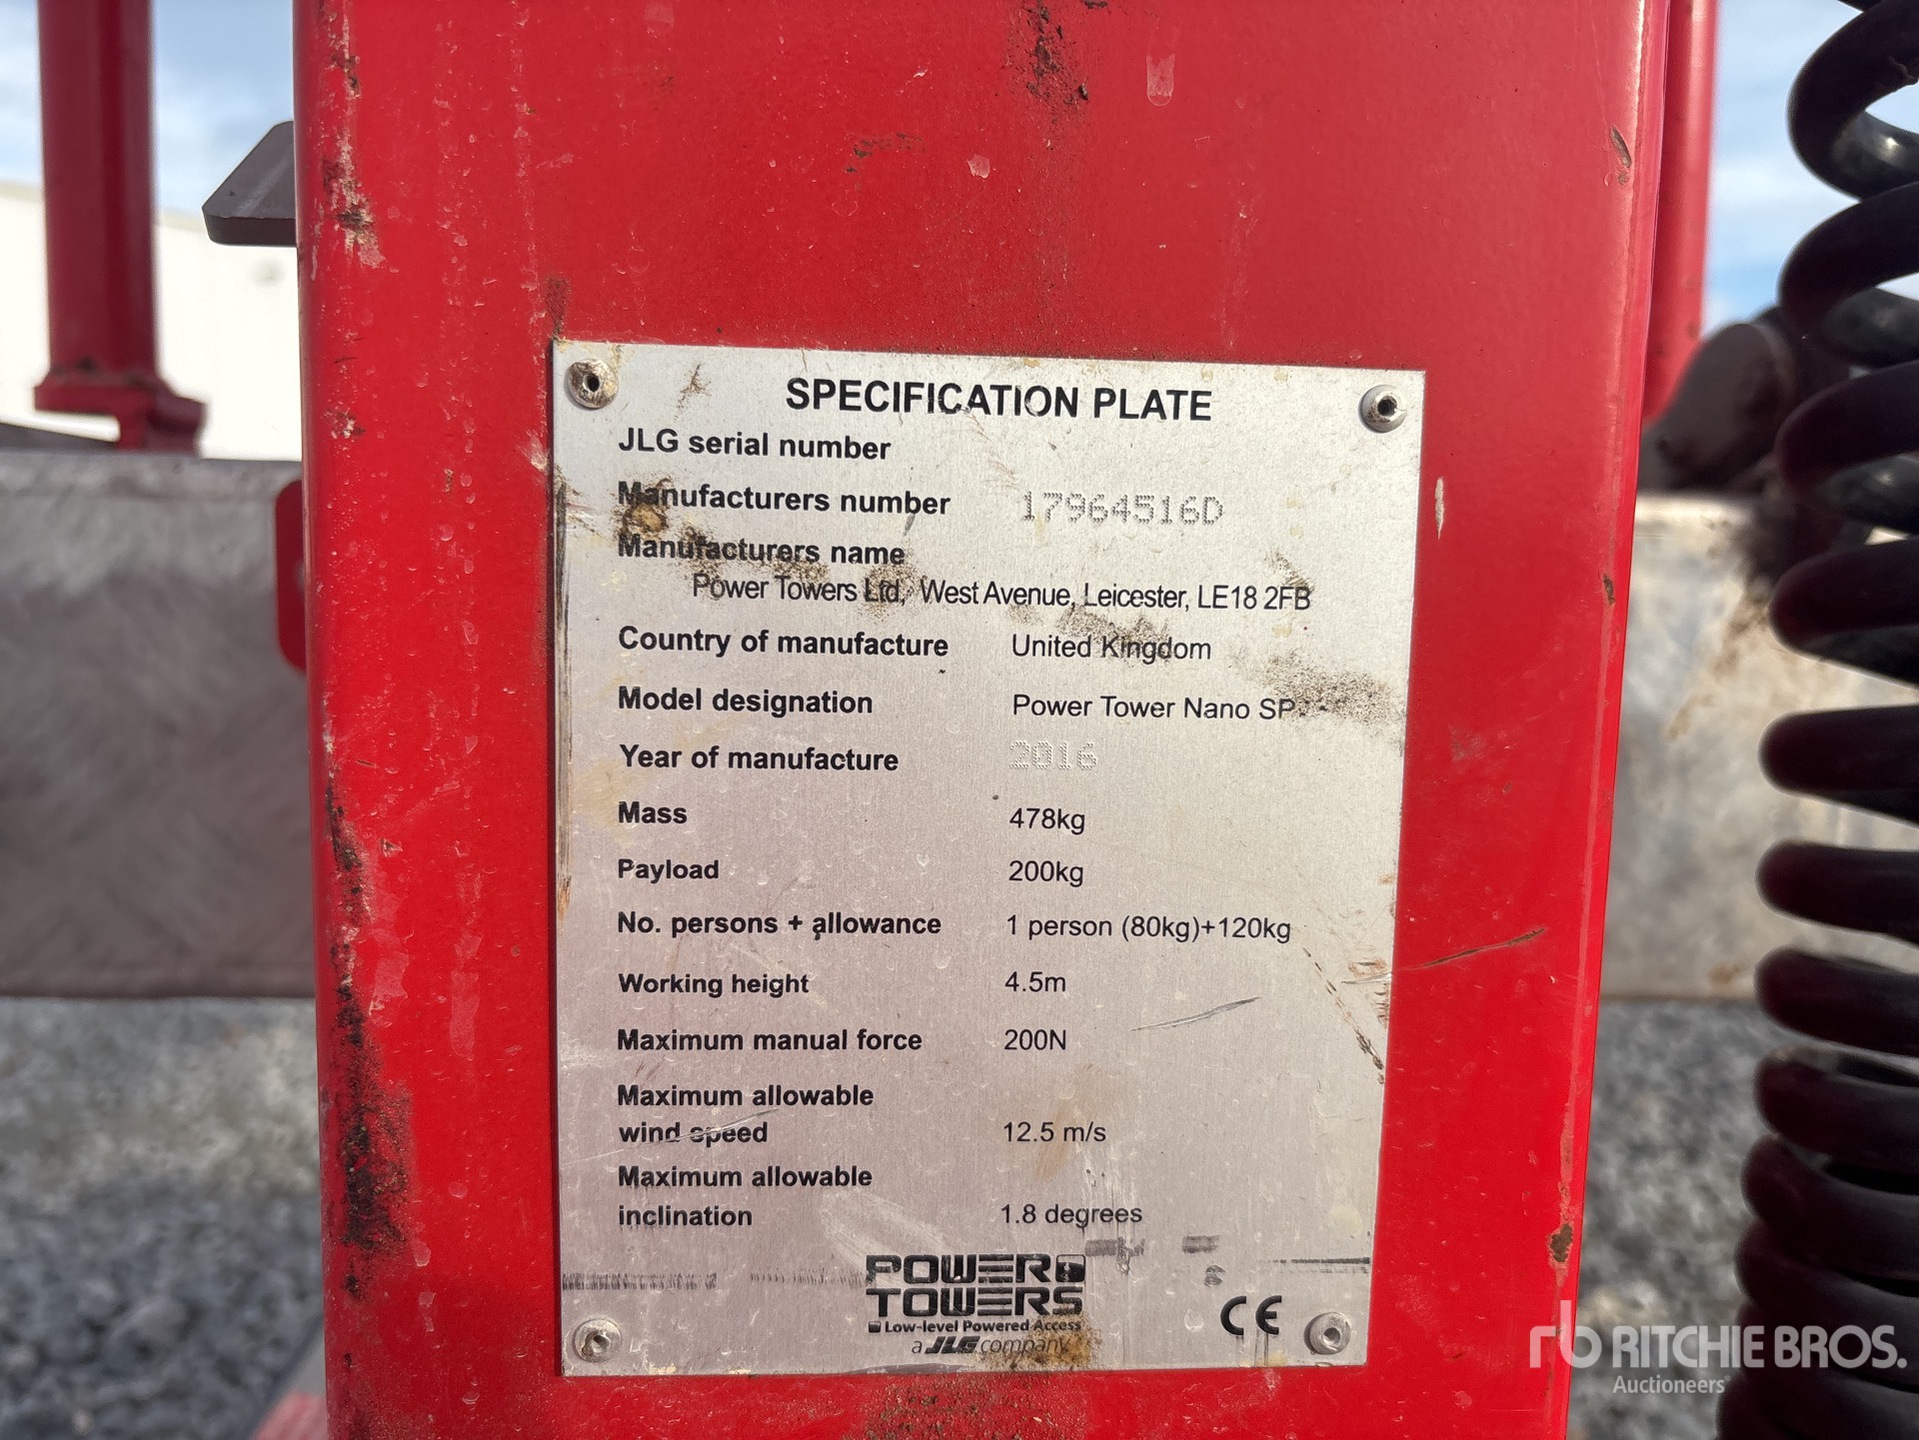 SPECIFICATION PLATE
JLG serial number
Manufacturers number 17964516D
Manufacturers name
Power Towers Ltd, West Avenue, Leicester, LE18 2FB
Country of manufacture United Kingdom
Model designation Power Tower Nano SP
Year of manufacture 2016
Mass 478kg
Payload 200kg
No. persons + allowance 1 person (80kg)+120kg
Working height 4.5m
Maximum manual force 200N
Maximum allowable
wind speed 12.5 m/s
Maximum allowable
inclination 1.8 degrees
POWER
TOWERS
Low-level Powered Access
a JLG company
CE
rb RITCHIE BROS.
Auctioneers